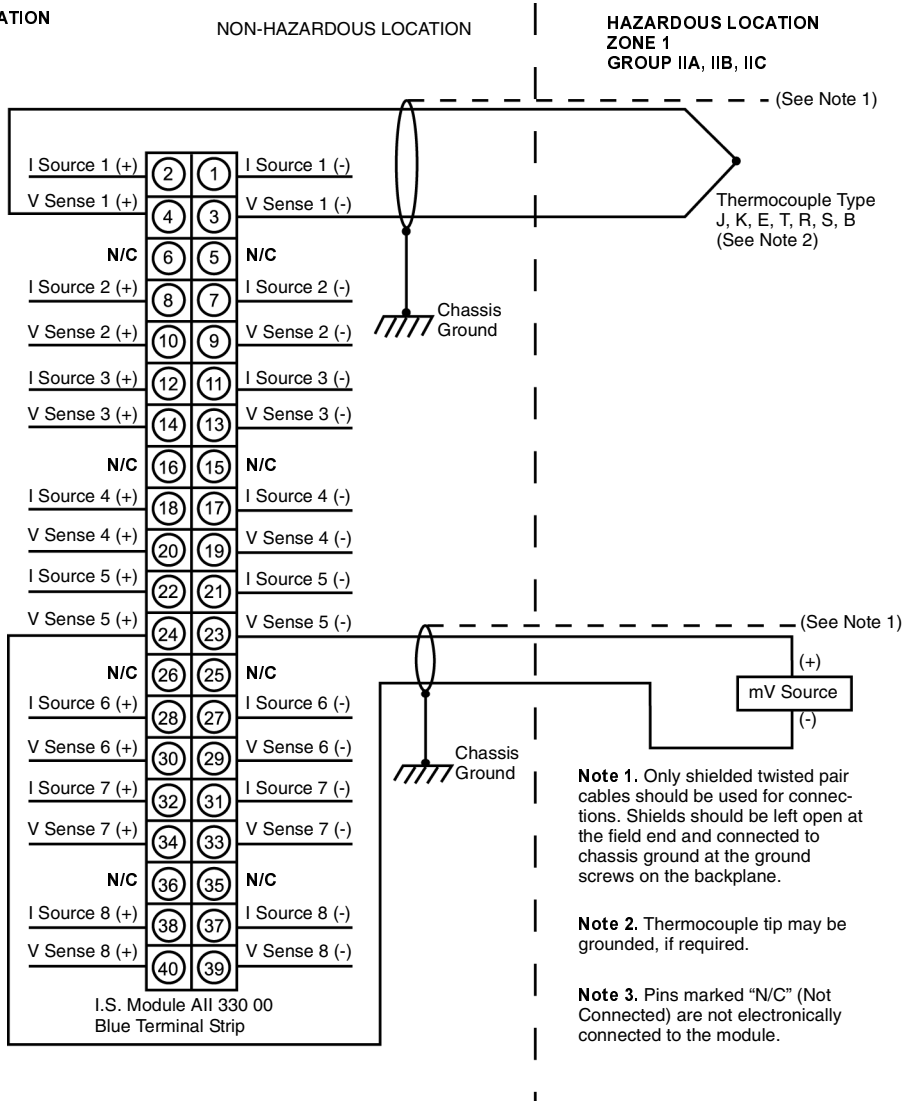 ATION
NON-HAZARDOUS LOCATION
HAZARDOUS LOCATION
ZONE 1
GROUP IIA, IIB, IIC
(See Note 1)
I Source 1 (+) 2 1 I Source 1 (-)
V Sense 1 (+) 4 3 V Sense 1 (-)
Thermocouple Type
J, K, E, T, R, S, B
(See Note 2)
N/C 6 5 N/C
I Source 2 (+) 8 7 I Source 2 (-)
Chassis
Ground
V Sense 2 (+) 10 9 V Sense 2 (-)
I Source 3 (+) 12 11 I Source 3 (-)
V Sense 3 (+) 14 13 V Sense 3 (-)
N/C 16 15 N/C
I Source 4 (+) 18 17 I Source 4 (-)
V Sense 4 (+) 20 19 V Sense 4 (-)
I Source 5 (+) 22 21 I Source 5 (-)
V Sense 5 (+) 24 23 V Sense 5 (-)
(See Note 1)
N/C 26 25 N/C
(+)
mV Source
(-)
I Source 6 (+) 28 27 I Source 6 (-)
V Sense 6 (+) 30 29 V Sense 6 (-)
Chassis
Ground
I Source 7 (+) 32 31 I Source 7 (-)
V Sense 7 (+) 34 33 V Sense 7 (-)
N/C 36 35 N/C
I Source 8 (+) 38 37 I Source 8 (-)
V Sense 8 (+) 40 39 V Sense 8 (-)
I.S. Module AII 330 00
Blue Terminal Strip
Note 1. Only shielded twisted pair
cables should be used for connec-
tions. Shields should be left open at
the field end and connected to
chassis ground at the ground
screws on the backplane.
Note 2. Thermocouple tip may be
grounded, if required.
Note 3. Pins marked “N/C” (Not
Connected) are not electronically
connected to the module.